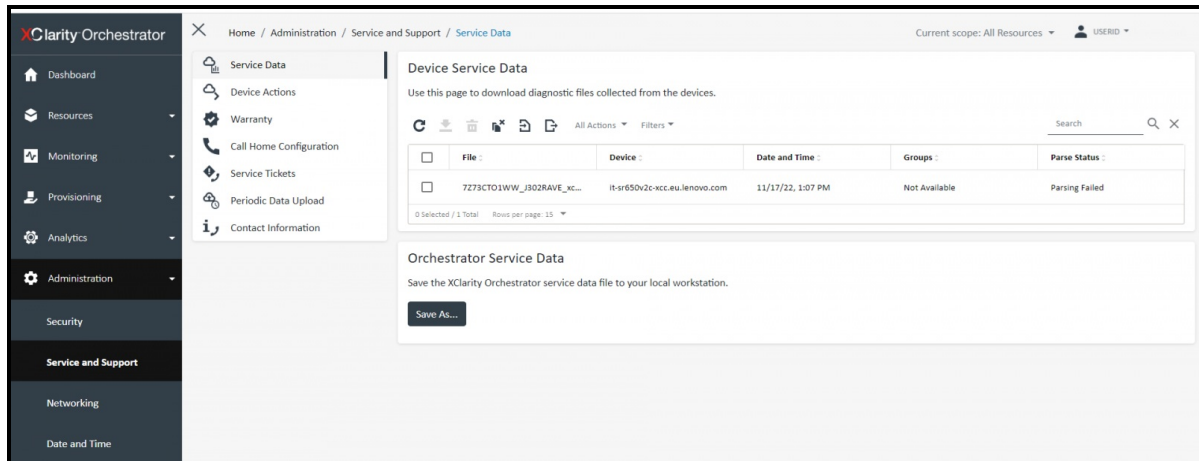 XClarity Orchestrator
Dashboard
Resources
Monitoring
Provisioning
Analytics
Administration
Security
Service and Support
Networking
Date and Time
Home / Administration / Service and Support / Service Data
Current scope: All Resources
USERID
Service Data
Device Actions
Warranty
Call Home Configuration
Service Tickets
Periodic Data Upload
Contact Information
Device Service Data
Use this page to download diagnostic files collected from the devices.
All Actions Filters Search
File Device Date and Time Groups Parse Status
7Z73CTO1WW_J302RAVE_xc... it-sr650v2c-xcc.eu.lenovo.com 11/17/22, 1:07 PM Not Available Parsing Failed
0 Selected / 1 Total Rows per page: 15
Orchestrator Service Data
Save the XClarity Orchestrator service data file to your local workstation.
Save As...